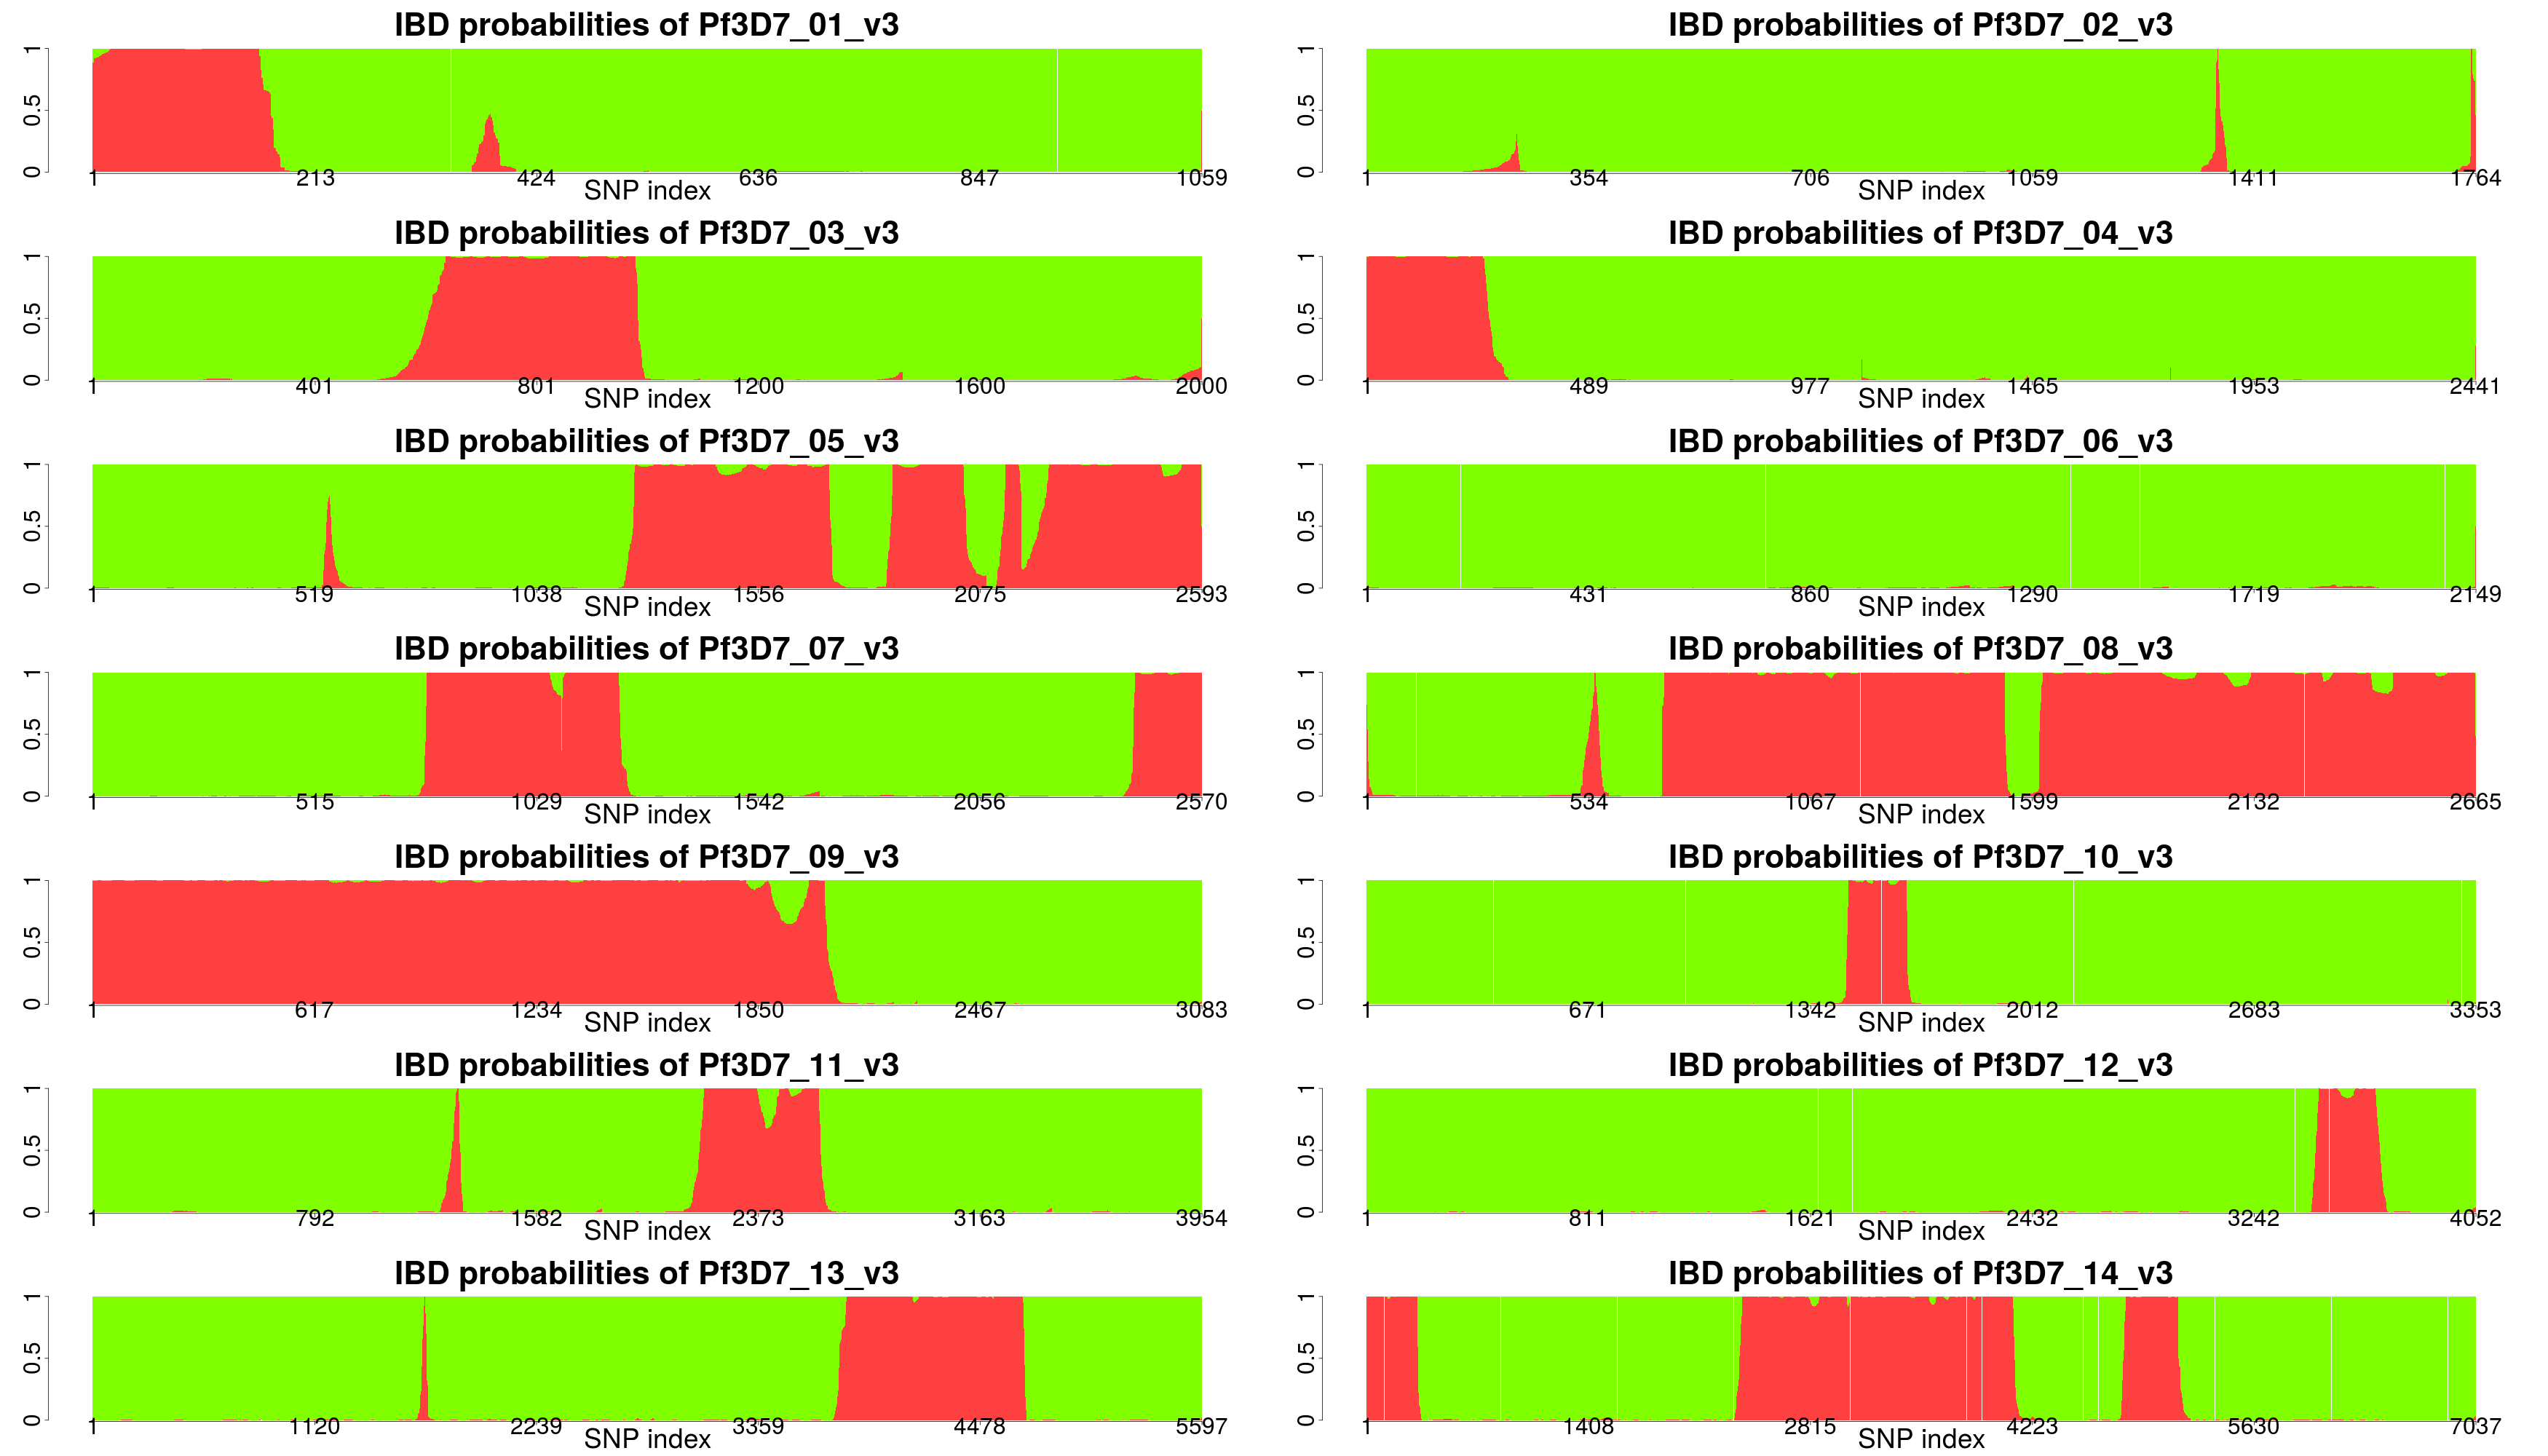 IBD probabilities of Pf3D7_01_v3
0 0.5 1
1 213 424 636 847 1059
SNP index
IBD probabilities of Pf3D7_02_v3
0 0.5 1
1 354 706 1059 1411 1764
SNP index
IBD probabilities of Pf3D7_03_v3
0 0.5 1
1 401 801 1200 1600 2000
SNP index
IBD probabilities of Pf3D7_04_v3
0 0.5 1
1 489 977 1465 1953 2441
SNP index
IBD probabilities of Pf3D7_05_v3
0 0.5 1
1 519 1038 1556 2075 2593
SNP index
IBD probabilities of Pf3D7_06_v3
0 0.5 1
1 431 860 1290 1719 2149
SNP index
IBD probabilities of Pf3D7_07_v3
0 0.5 1
1 515 1029 1542 2056 2570
SNP index
IBD probabilities of Pf3D7_08_v3
0 0.5 1
1 534 1067 1599 2132 2665
SNP index
IBD probabilities of Pf3D7_09_v3
0 0.5 1
1 617 1234 1850 2467 3083
SNP index
IBD probabilities of Pf3D7_10_v3
0 0.5 1
1 671 1342 2012 2683 3353
SNP index
IBD probabilities of Pf3D7_11_v3
0 0.5 1
1 792 1582 2373 3163 3954
SNP index
IBD probabilities of Pf3D7_12_v3
0 0.5 1
1 811 1621 2432 3242 4052
SNP index
IBD probabilities of Pf3D7_13_v3
0 0.5 1
1 1120 2239 3359 4478 5597
SNP index
IBD probabilities of Pf3D7_14_v3
0 0.5 1
1 1408 2815 4223 5630 7037
SNP index